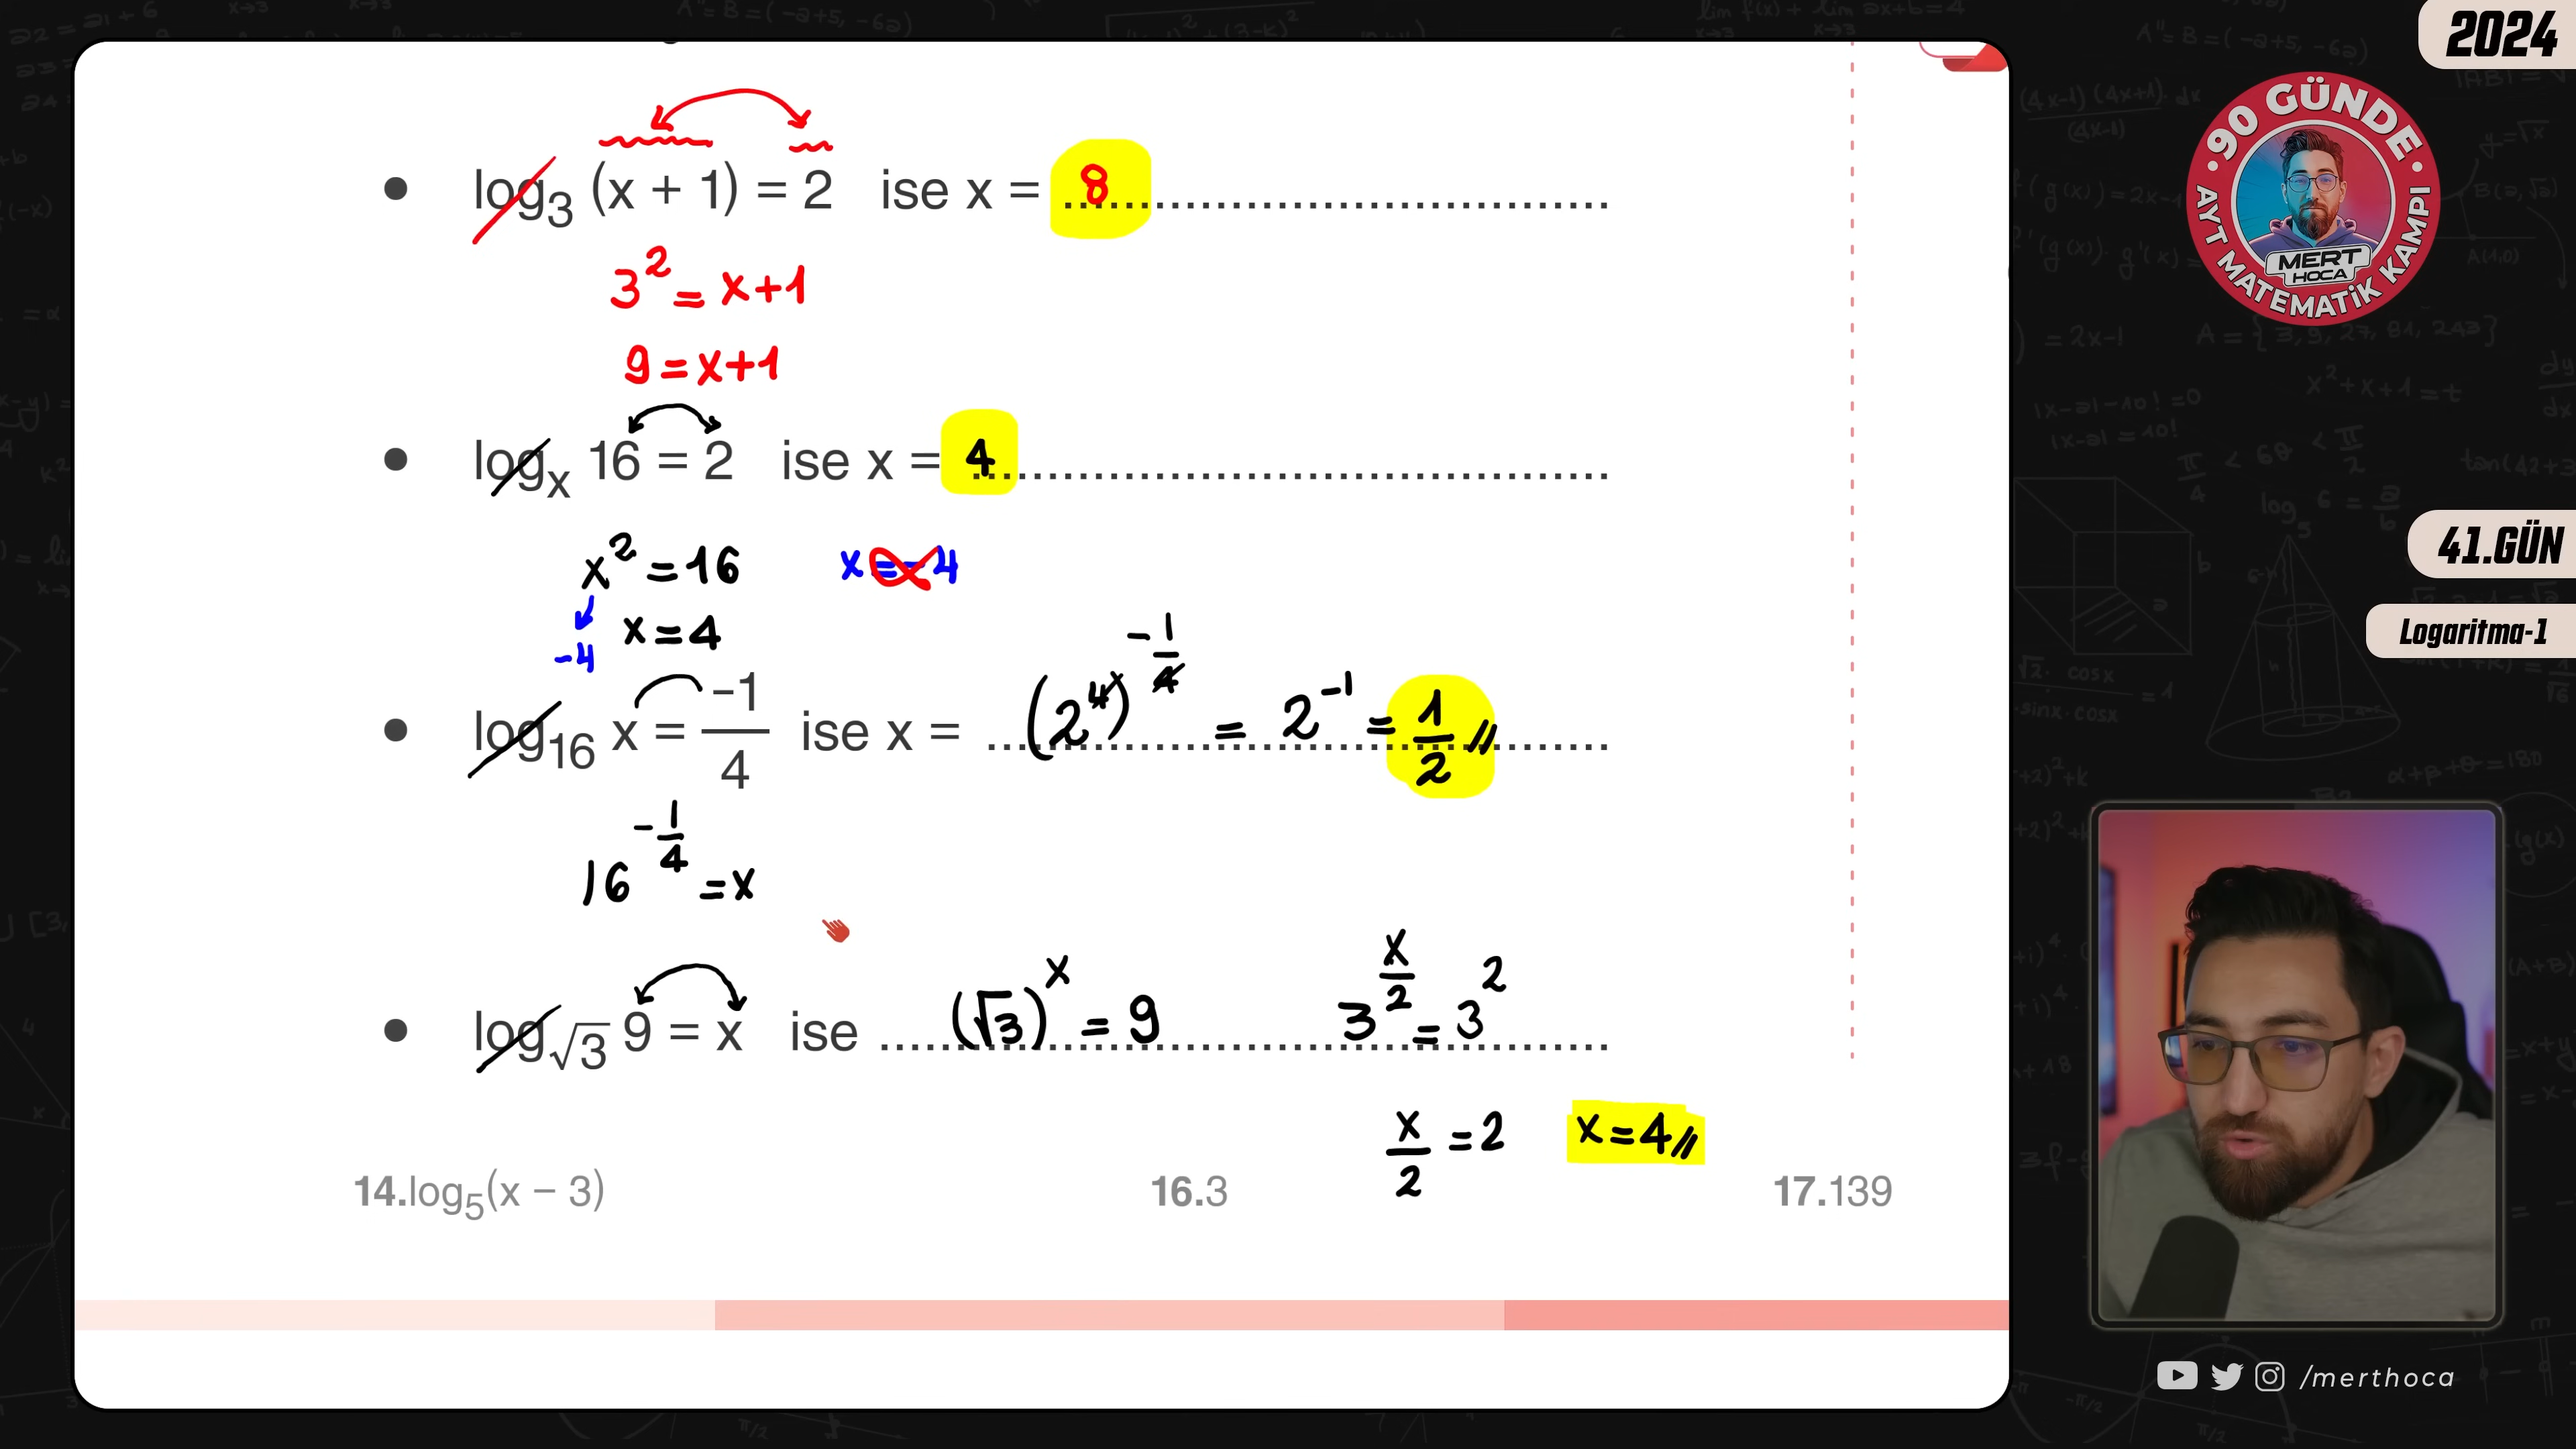 2024
90 GÜNDE
AYT MATEMATİK KAMPI
MERT
HOCA
41.GÜN
Logaritma-1
• log₃ (x + 1) = 2 ise x = 8
3² = x+1
9 = x+1
• logₓ 16 = 2 ise x = 4
x² = 16 x = -4
-4 x = 4
• log₁₆ x = -1/4 ise x = (2⁴)^(-1/4) = 2⁻¹ = 1/2 //
16^(-1/4) = x
• log_√3 9 = x ise (√3)^x = 9 3^(x/2) = 3²
x/2 = 2 x = 4 //
14.log₅(x – 3) 16.3 17.139
/merthoca